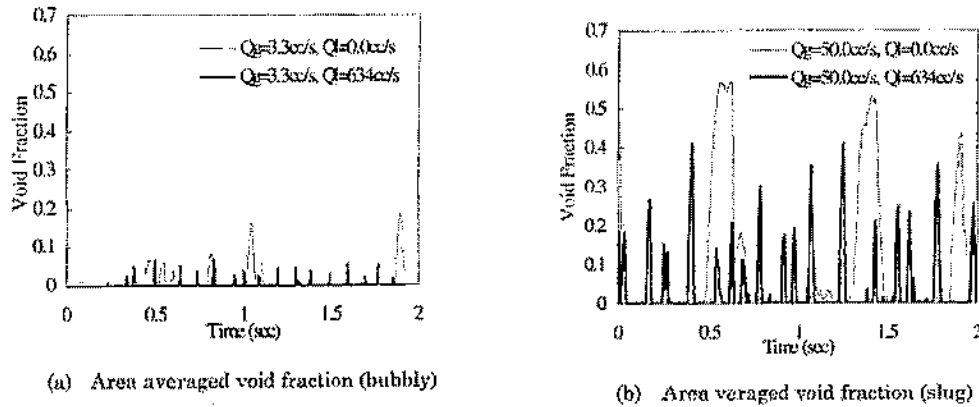 0.7
0.6
0.5
0.4
0.3
0.2
0.1
0
Void Fraction
Qg=3.3cc/s, Ql=0.0cc/s
Qg=3.3cc/s, Ql=634cc/s
0 0.5 1 1.5 2
Time (sec)
(a) Area averaged void fraction (bubbly)
0.7
0.6
0.5
0.4
0.3
0.2
0.1
0
Void Fraction
Qg=50.0cc/s, Ql=0.0cc/s
Qg=50.0cc/s, Ql=634cc/s
0 0.5 1 1.5 2
Time (sec)
(b) Area veraged void fraction (slug)